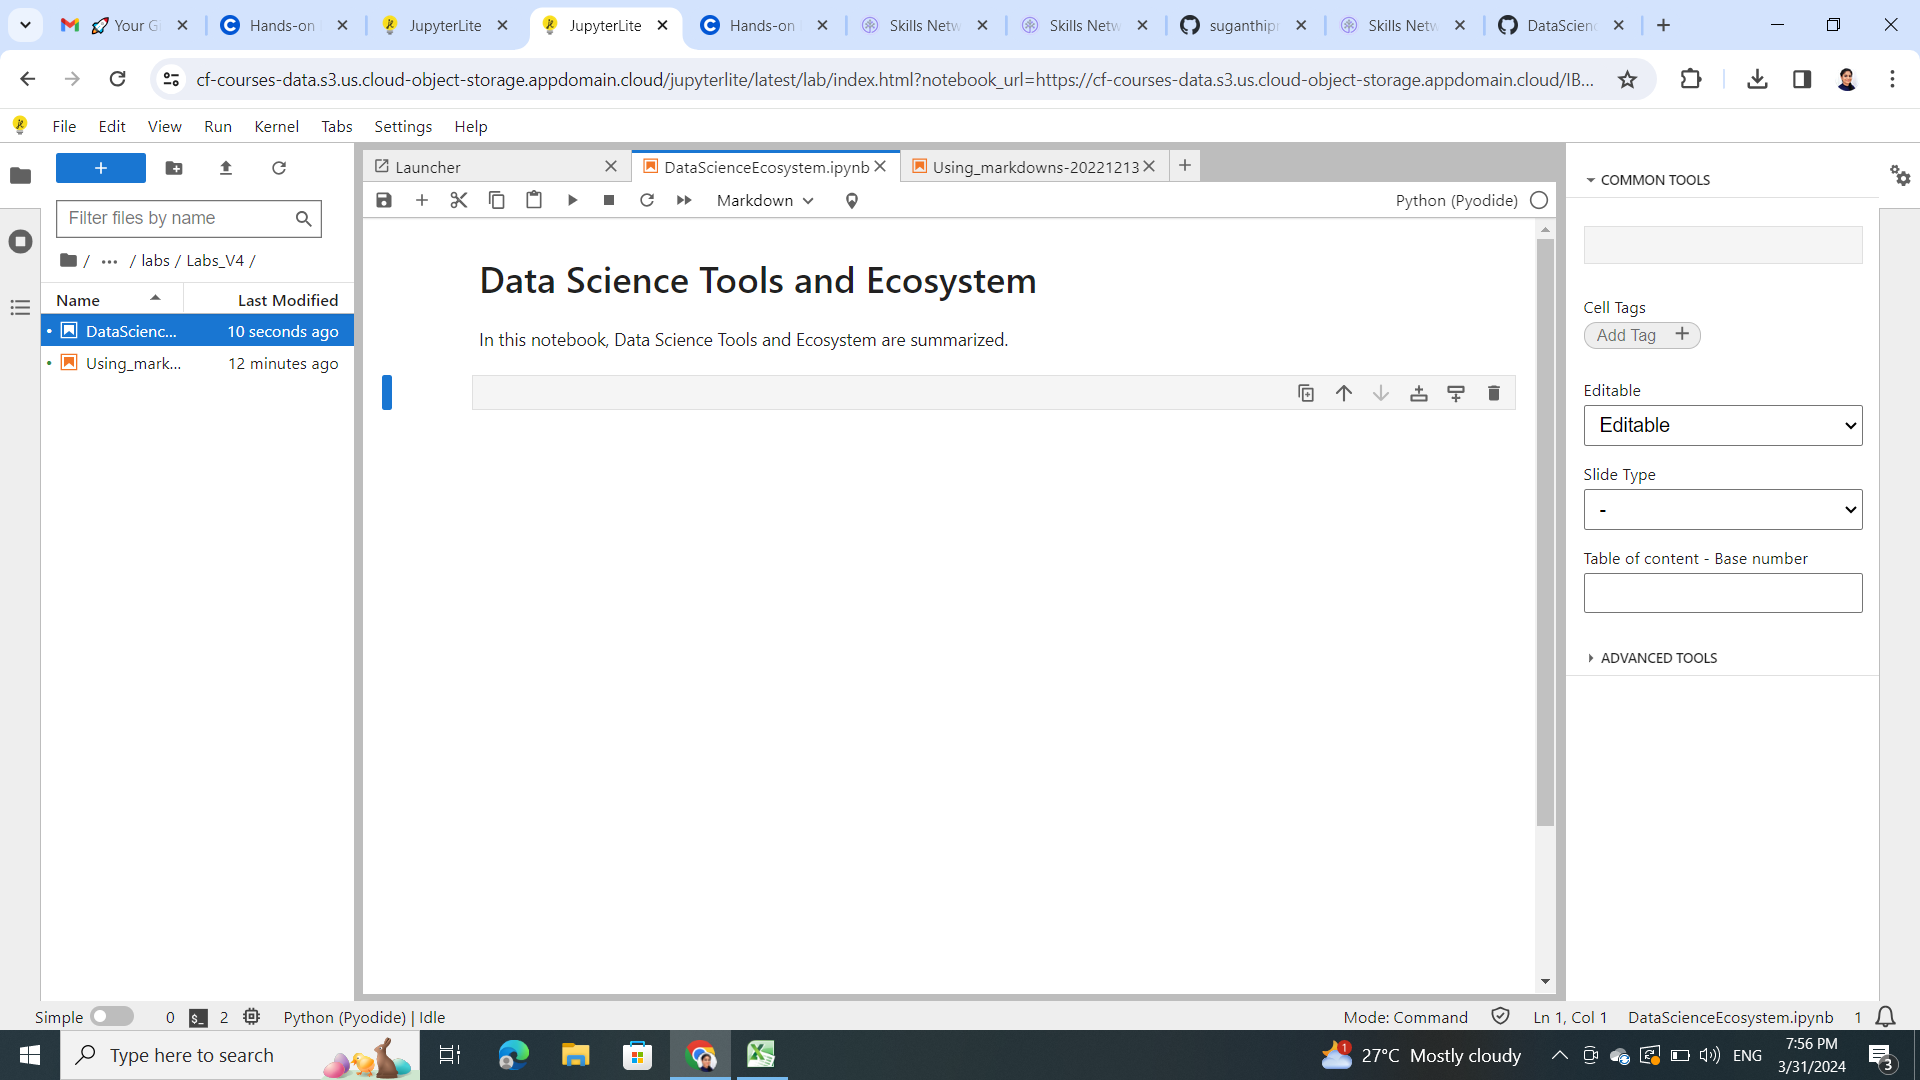 Your G
Hands-on
JupyterLite
JupyterLite
Hands-on
Skills Netw
Skills Netw
suganthipr
Skills Netw
DataScienc
cf-courses-data.s3.us.cloud-object-storage.appdomain.cloud/jupyterlite/latest/lab/index.html?notebook_url=https://cf-courses-data.s3.us.cloud-object-storage.appdomain.cloud/IB...
File Edit View Run Kernel Tabs Settings Help
Launcher
DataScienceEcosystem.ipynb
Using_markdowns-20221213
Markdown
Python (Pyodide)
Filter files by name
/ ... / labs / Labs_V4 /
Name Last Modified
DataScienc... 10 seconds ago
Using_mark... 12 minutes ago
Data Science Tools and Ecosystem
In this notebook, Data Science Tools and Ecosystem are summarized.
COMMON TOOLS
Cell Tags
Add Tag +
Editable
Editable
Slide Type
-
Table of content - Base number
ADVANCED TOOLS
Simple 0 $_ 2 Python (Pyodide) | Idle
Mode: Command Ln 1, Col 1 DataScienceEcosystem.ipynb 1
Type here to search
1 27°C Mostly cloudy ENG
7:56 PM
3/31/2024
3